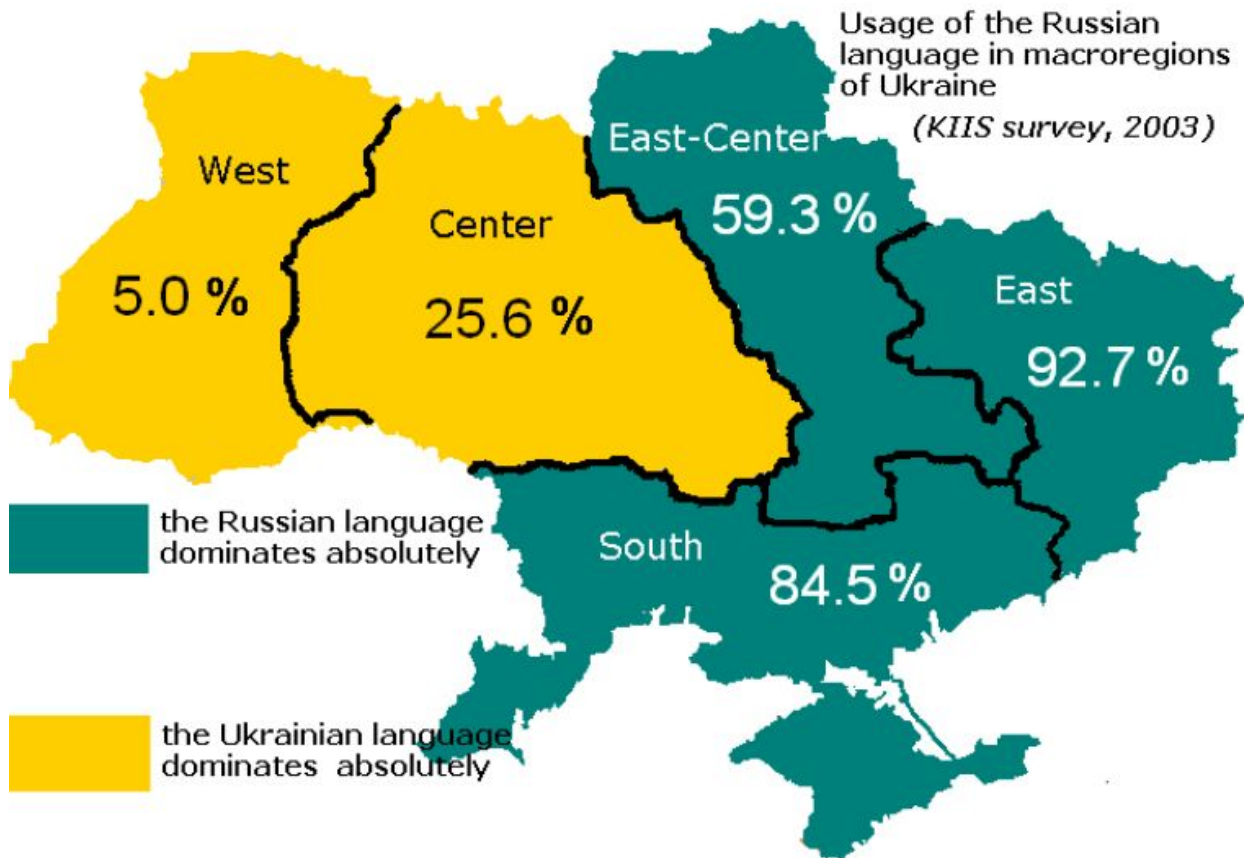 Usage of the Russian
language in macroregions
of Ukraine
(KIIS survey, 2003)
East-Center
59.3 %
West
5.0 %
Center
25.6 %
East
92.7 %
South
84.5 %
the Russian language
dominates absolutely
the Ukrainian language
dominates absolutely